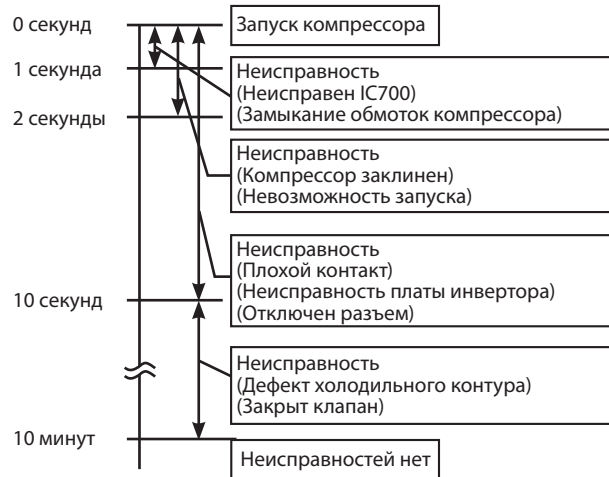 0 секунд
Запуск компрессора
1 секунда
Неисправность
(Неисправен IC700)
(Замыкание обмоток компрессора)
2 секунды
Неисправность
(Компрессор заклинен)
(Невозможность запуска)
Неисправность
(Плохой контакт)
(Неисправность платы инвертора)
(Отключен разъем)
10 секунд
Неисправность
(Дефект холодильного контура)
(Закрыт клапан)
10 минут
Неисправностей нет